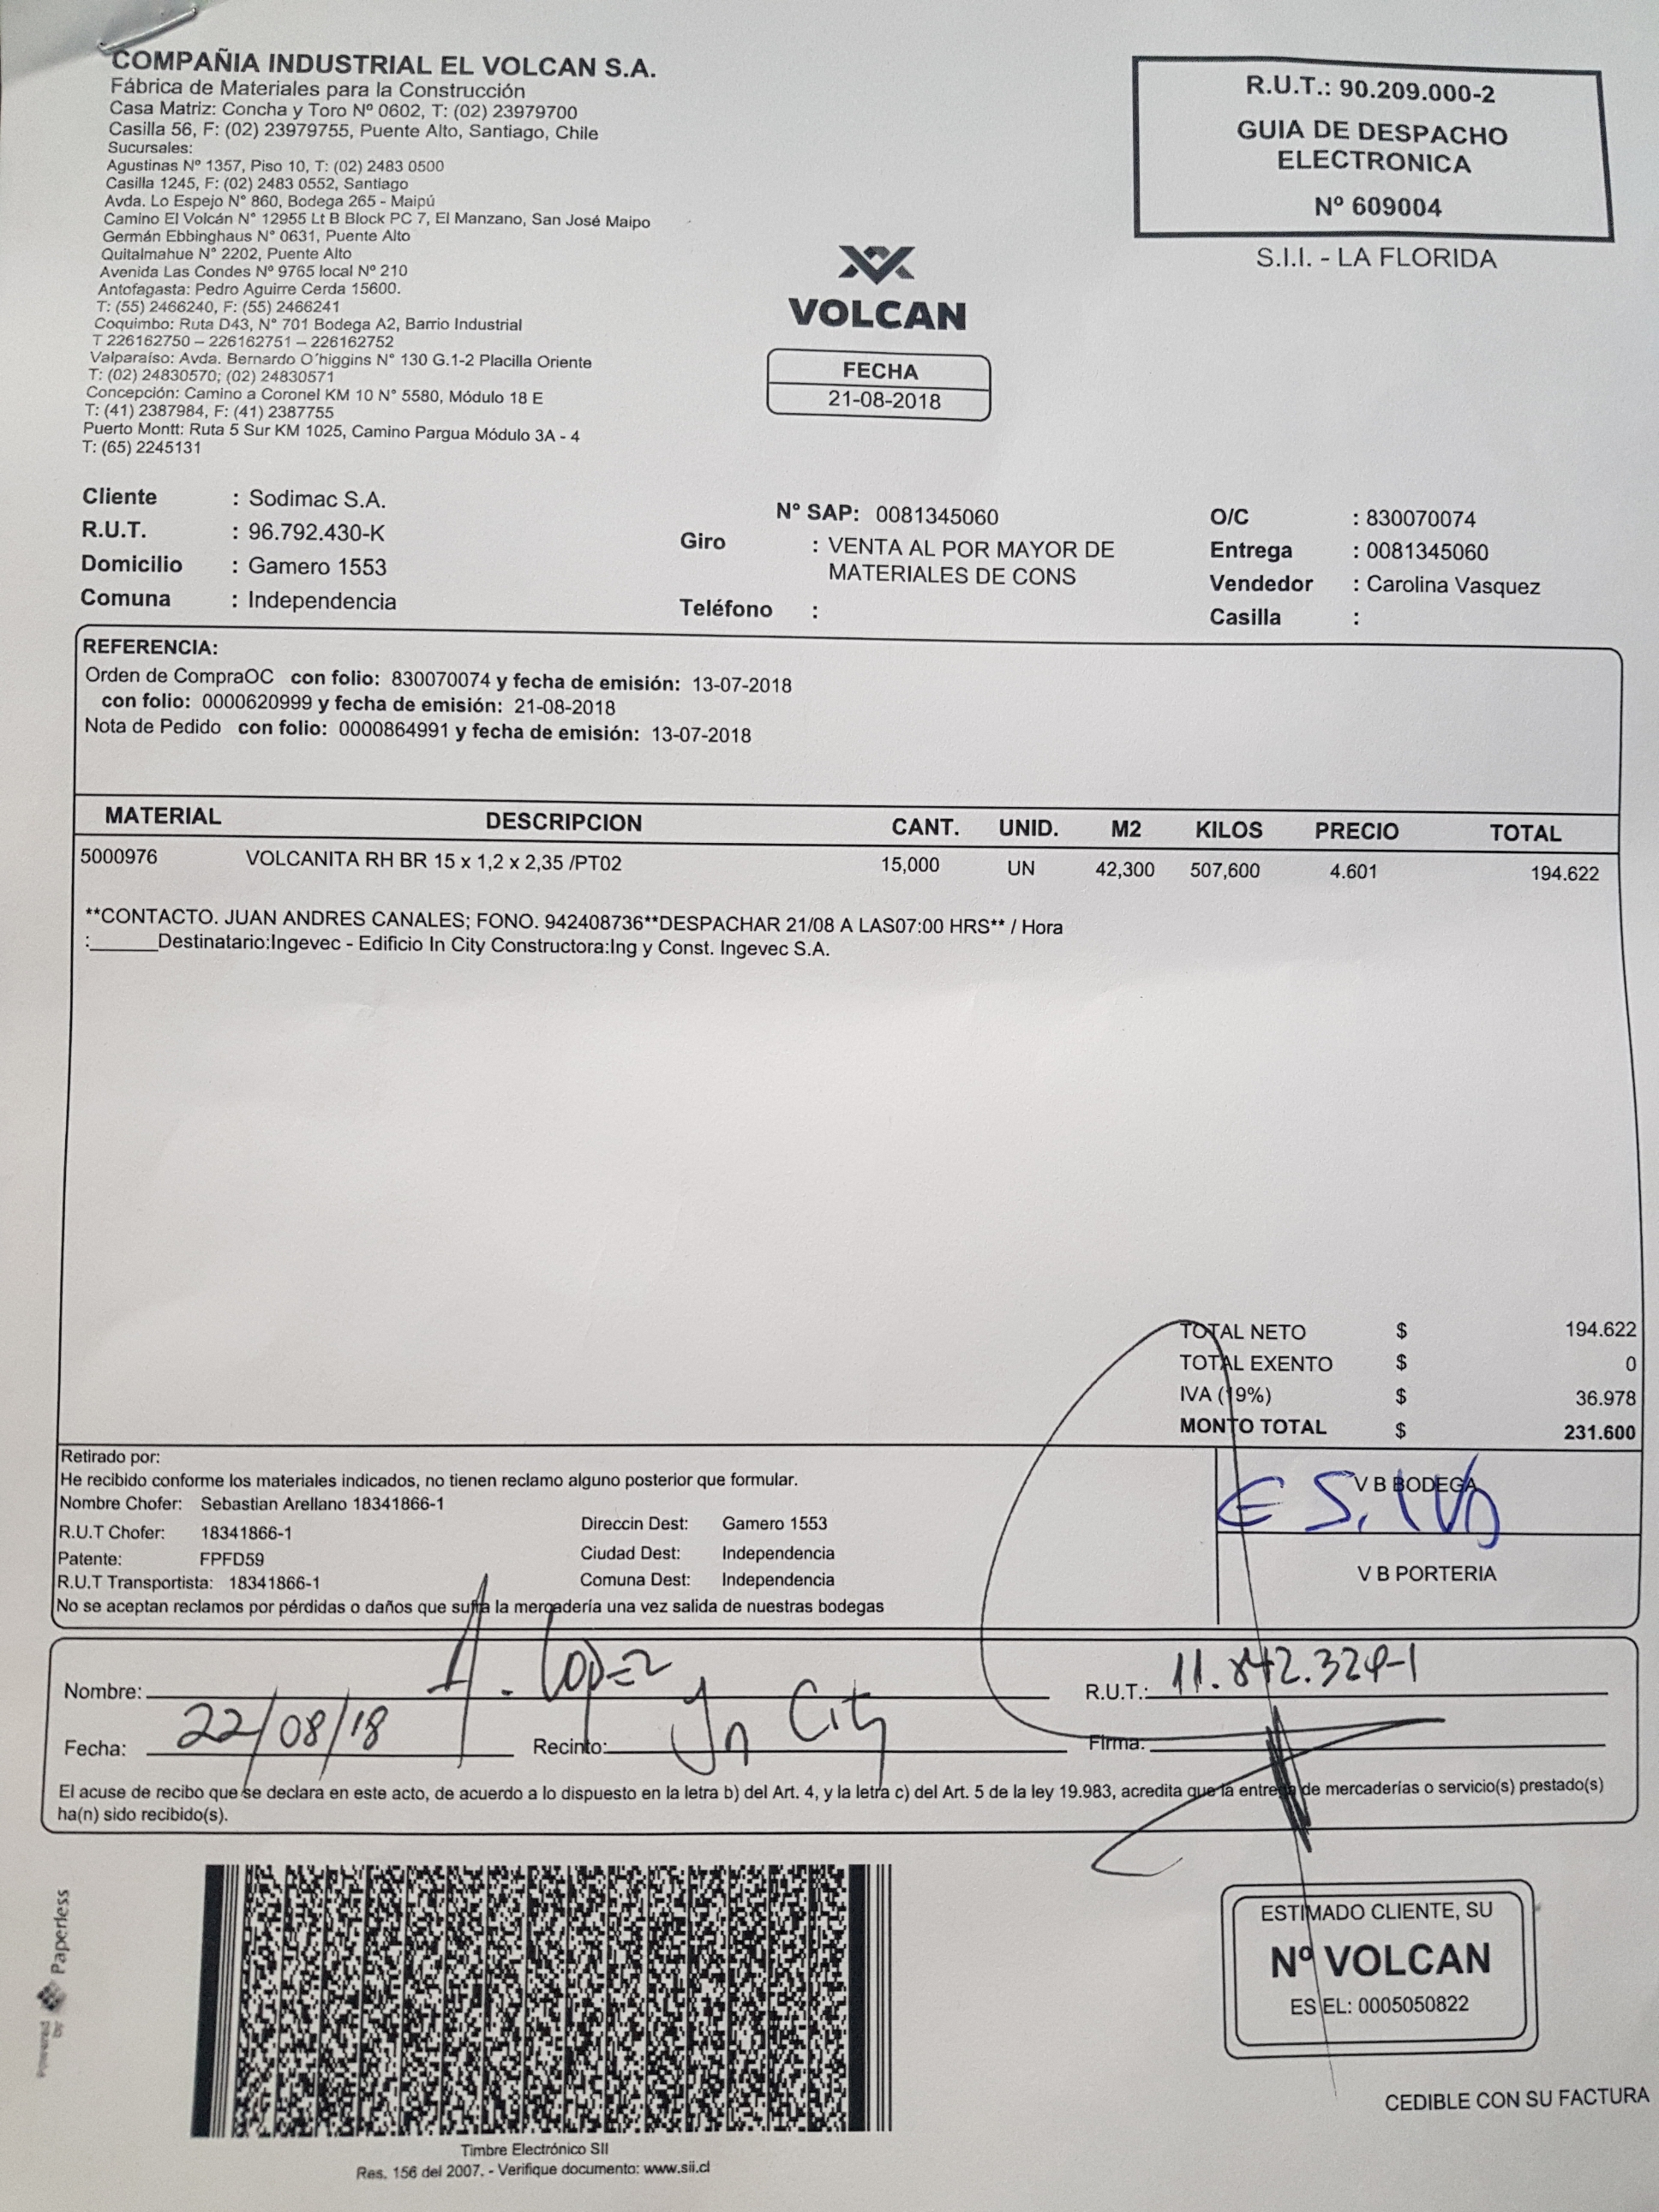 COMPAÑIA INDUSTRIAL EL VOLCAN S.A.
Fábrica de Materiales para la Construcción
Casa Matriz: Concha y Toro Nº 0602, T: (02) 23979700
Casilla 56, F: (02) 23979755, Puente Alto, Santiago, Chile
Sucursales:
Agustinas Nº 1357, Piso 10, T: (02) 2483 0500
Casilla 1245, F: (02) 2483 0552, Santiago
Avda. Lo Espejo N° 860, Bodega 265 - Maipú
Camino El Volcán N° 12955 Lt B Block PC 7, El Manzano, San José Maipo
Germán Ebbinghaus N° 0631, Puente Alto
Quitalmahue N° 2202, Puente Alto
Avenida Las Condes Nº 9765 local Nº 210
Antofagasta: Pedro Aguirre Cerda 15600.
T: (55) 2466240, F: (55) 2466241
Coquimbo: Ruta D43, N° 701 Bodega A2, Barrio Industrial
T 226162750 – 226162751 – 226162752
Valparaíso: Avda. Bernardo O´higgins N° 130 G.1-2 Placilla Oriente
T: (02) 24830570; (02) 24830571
Concepción: Camino a Coronel KM 10 N° 5580, Módulo 18 E
T: (41) 2387984, F: (41) 2387755
Puerto Montt: Ruta 5 Sur KM 1025, Camino Pargua Módulo 3A - 4
T: (65) 2245131
R.U.T.: 90.209.000-2
GUIA DE DESPACHO
ELECTRONICA
Nº 609004
S.I.I. - LA FLORIDA
VOLCAN
FECHA
21-08-2018
Cliente : Sodimac S.A.
R.U.T. : 96.792.430-K
Domicilio : Gamero 1553
Comuna : Independencia
Nº SAP: 0081345060
Giro : VENTA AL POR MAYOR DE
MATERIALES DE CONS
Teléfono :
O/C : 830070074
Entrega : 0081345060
Vendedor : Carolina Vasquez
Casilla :
REFERENCIA:
Orden de CompraOC con folio: 830070074 y fecha de emisión: 13-07-2018
con folio: 0000620999 y fecha de emisión: 21-08-2018
Nota de Pedido con folio: 0000864991 y fecha de emisión: 13-07-2018
MATERIAL DESCRIPCION CANT. UNID. M2 KILOS PRECIO TOTAL
5000976 VOLCANITA RH BR 15 x 1,2 x 2,35 /PT02 15,000 UN 42,300 507,600 4.601 194.622
**CONTACTO. JUAN ANDRES CANALES; FONO. 942408736**DESPACHAR 21/08 A LAS07:00 HRS** / Hora
:______Destinatario:Ingevec - Edificio In City Constructora:Ing y Const. Ingevec S.A.
TOTAL NETO $ 194.622
TOTAL EXENTO $ 0
IVA (19%) $ 36.978
MONTO TOTAL $ 231.600
Retirado por:
He recibido conforme los materiales indicados, no tienen reclamo alguno posterior que formular.
Nombre Chofer: Sebastian Arellano 18341866-1
R.U.T Chofer: 18341866-1
Patente: FPFD59
R.U.T Transportista: 18341866-1
Direccin Dest: Gamero 1553
Ciudad Dest: Independencia
Comuna Dest: Independencia
No se aceptan reclamos por pérdidas o daños que sufra la mercadería una vez salida de nuestras bodegas
V B BODEGA
E Silva
V B PORTERIA
Nombre: A. Lopez R.U.T.: 11.842.324-1
Fecha: 22/08/18 Recinto: In City Firma:
El acuse de recibo que se declara en este acto, de acuerdo a lo dispuesto en la letra b) del Art. 4, y la letra c) del Art. 5 de la ley 19.983, acredita que la entrega de mercaderías o servicio(s) prestado(s)
ha(n) sido recibido(s).
Powered by Paperless
Timbre Electrónico SII
Res. 156 del 2007. - Verifique documento: www.sii.cl
ESTIMADO CLIENTE, SU
Nº VOLCAN
ES EL: 0005050822
CEDIBLE CON SU FACTURA